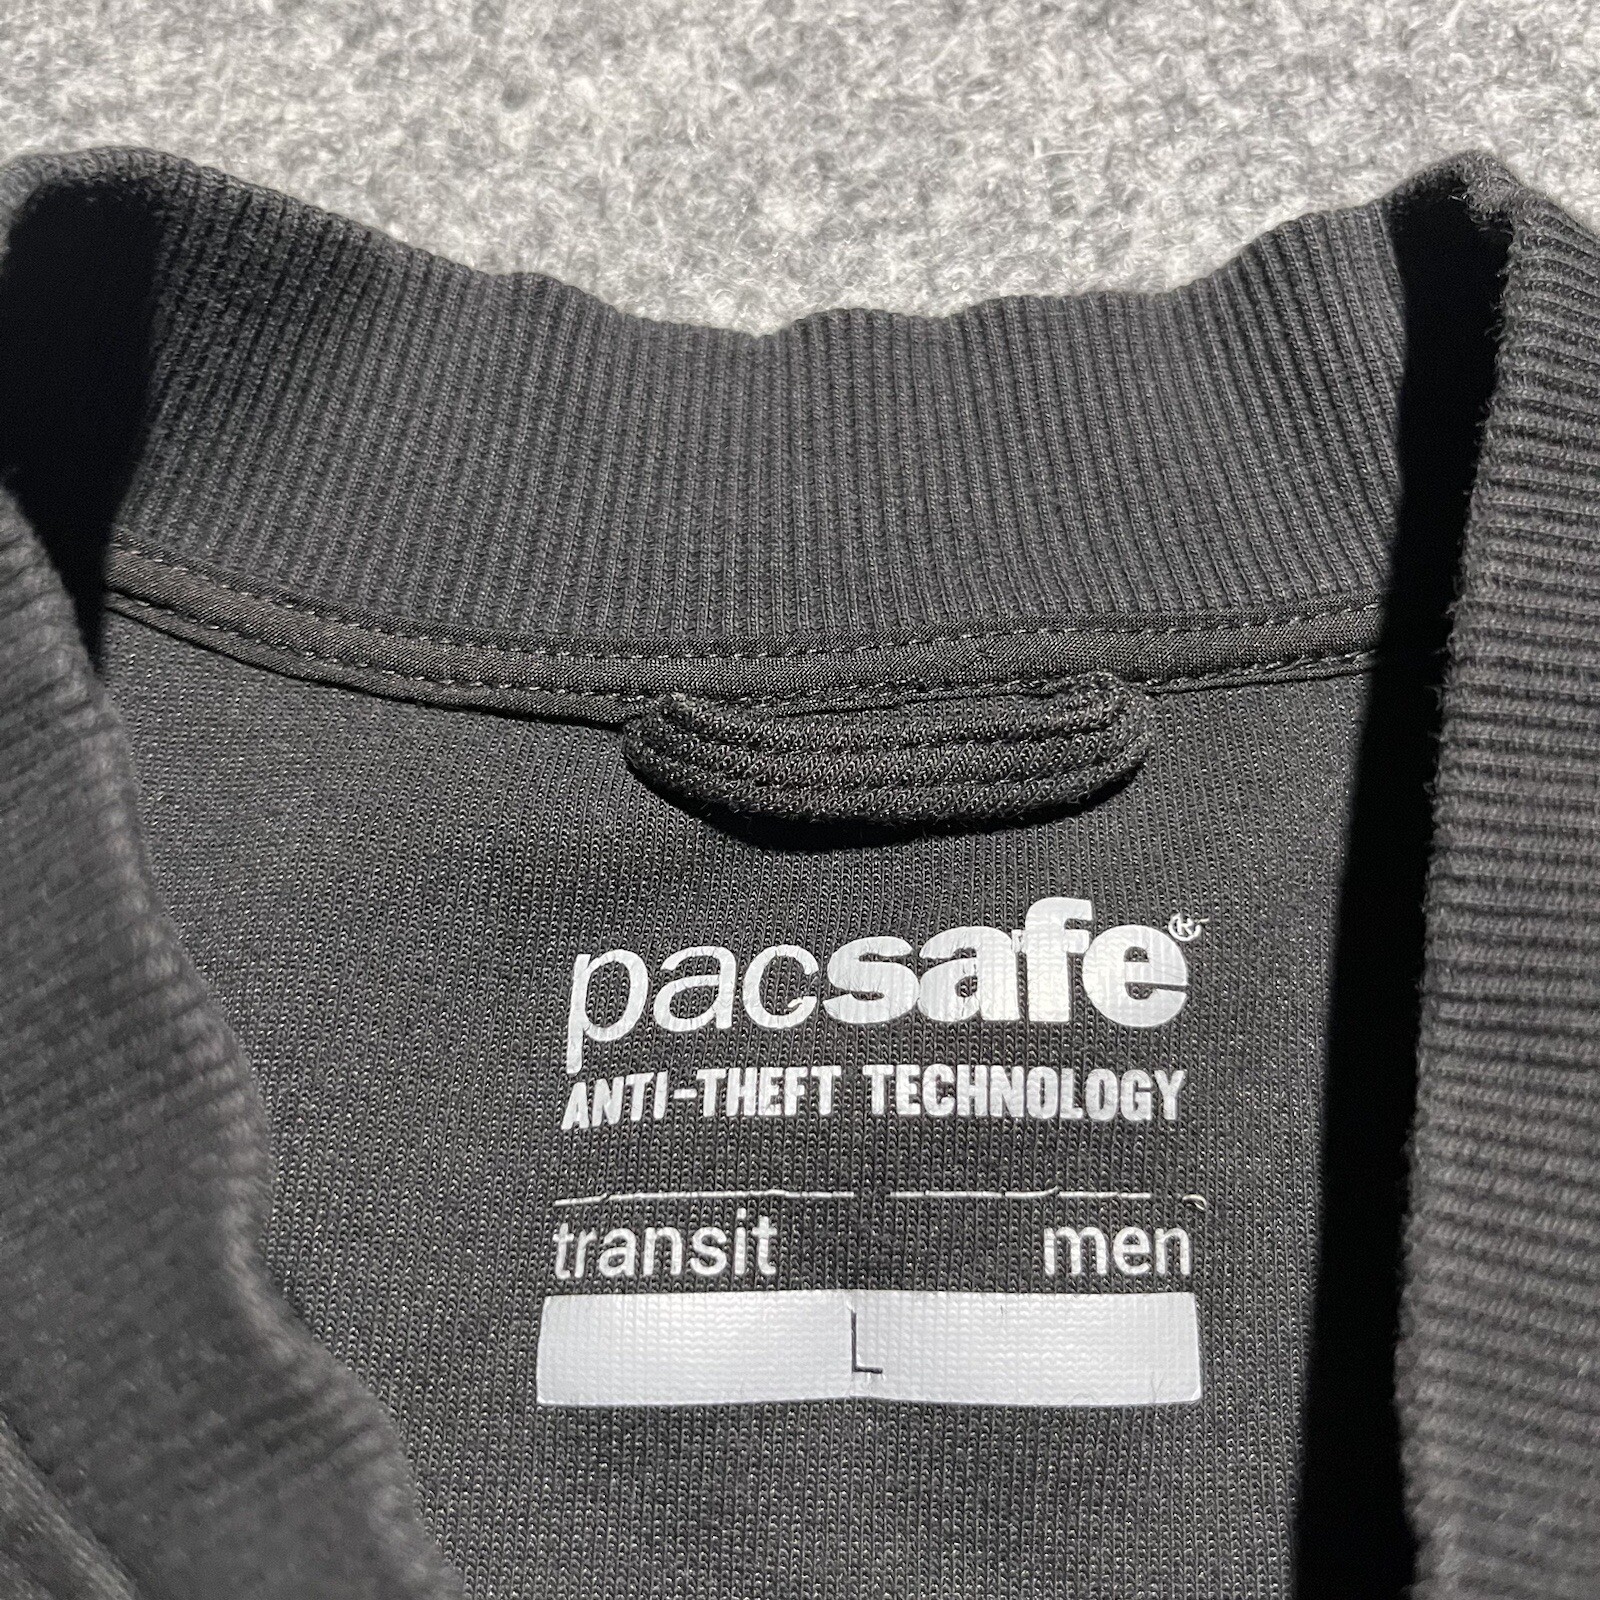 pacsafe®
ANTI-THEFT TECHNOLOGY
transit men
L